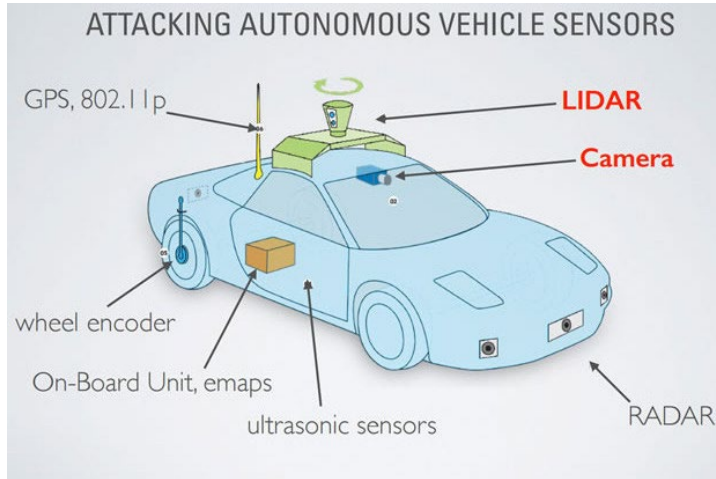 ATTACKING AUTONOMOUS VEHICLE SENSORS
GPS, 802.11p
LIDAR
Camera
wheel encoder
On-Board Unit, emaps
ultrasonic sensors
RADAR